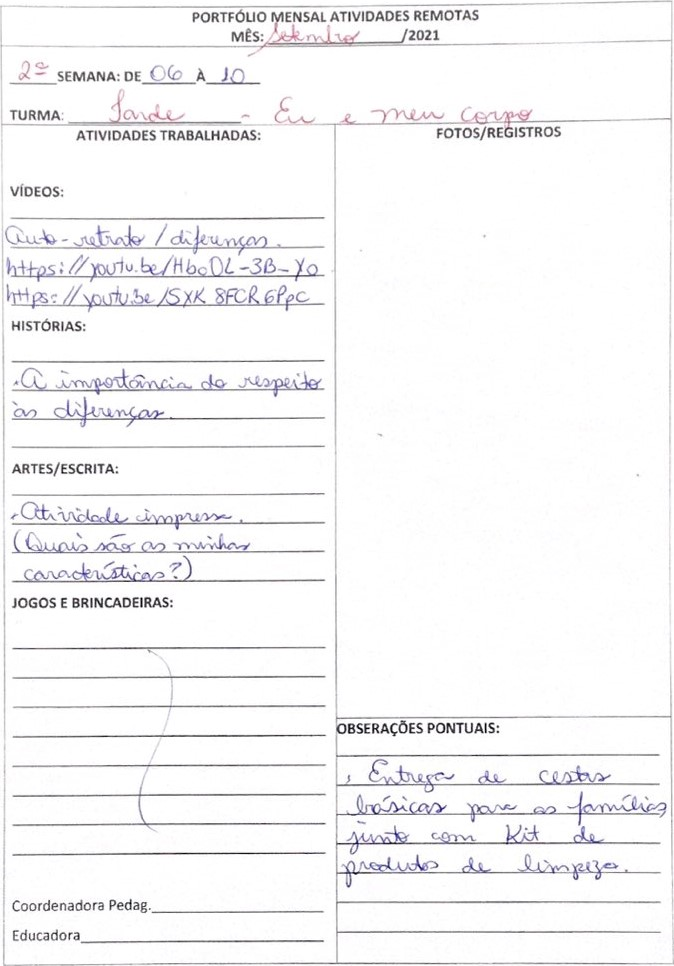 PORTFÓLIO MENSAL ATIVIDADES REMOTAS
MÊS: Setembro /2021
2ª SEMANA: DE 06 À 10
TURMA: Tarde - Eu e meu corpo
ATIVIDADES TRABALHADAS:
VÍDEOS:
Auto-retrato / diferenças.
https://youtu.be/HboDL-3B-Yo
https://youtu.be/SXK8FCR6PpC
HISTÓRIAS:
.A importância do respeito
às diferenças.
ARTES/ESCRITA:
.Atividade impressa.
(Quais são as minhas
características?)
JOGOS E BRINCADEIRAS:
Coordenadora Pedag.
Educadora
FOTOS/REGISTROS
OBSERAÇÕES PONTUAIS:
. Entrega de cestas
básicas para as famílias
junto com Kit de
produtos de limpeza.